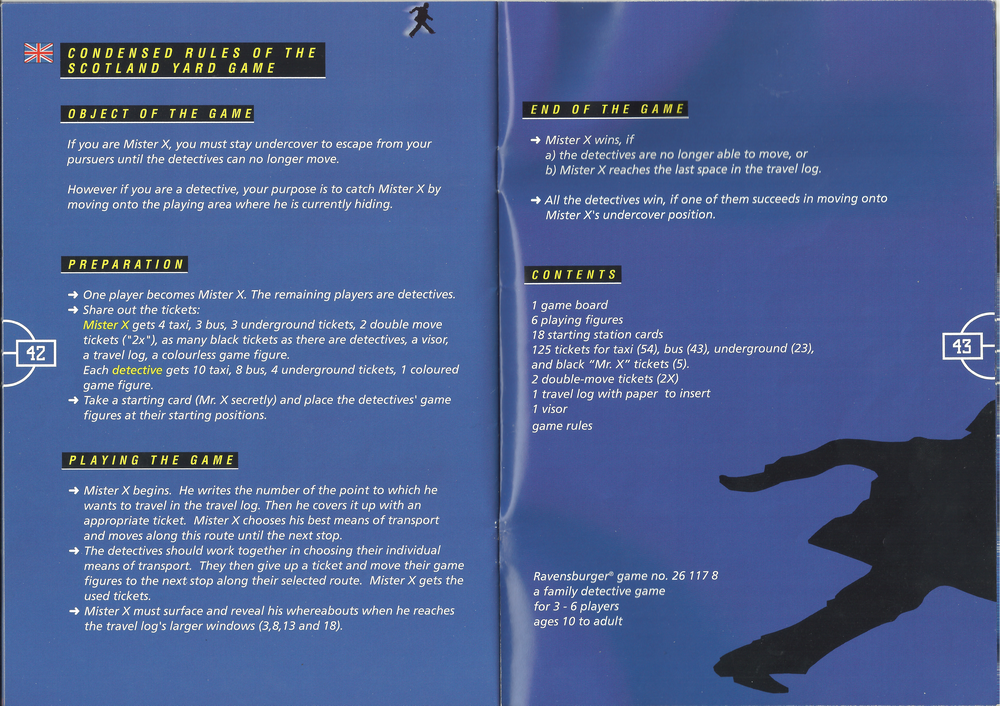 CONDENSED RULES OF THE
SCOTLAND YARD GAME
OBJECT OF THE GAME
If you are Mister X, you must stay undercover to escape from your
pursuers until the detectives can no longer move.
However if you are a detective, your purpose is to catch Mister X by
moving onto the playing area where he is currently hiding.
PREPARATION
➜ One player becomes Mister X. The remaining players are detectives.
➜ Share out the tickets:
Mister X gets 4 taxi, 3 bus, 3 underground tickets, 2 double move
tickets ("2x"), as many black tickets as there are detectives, a visor,
a travel log, a colourless game figure.
Each detective gets 10 taxi, 8 bus, 4 underground tickets, 1 coloured
game figure.
➜ Take a starting card (Mr. X secretly) and place the detectives' game
figures at their starting positions.
42
PLAYING THE GAME
➜ Mister X begins. He writes the number of the point to which he
wants to travel in the travel log. Then he covers it up with an
appropriate ticket. Mister X chooses his best means of transport
and moves along this route until the next stop.
➜ The detectives should work together in choosing their individual
means of transport. They then give up a ticket and move their game
figures to the next stop along their selected route. Mister X gets the
used tickets.
➜ Mister X must surface and reveal his whereabouts when he reaches
the travel log's larger windows (3,8,13 and 18).
END OF THE GAME
➜ Mister X wins, if
a) the detectives are no longer able to move, or
b) Mister X reaches the last space in the travel log.
➜ All the detectives win, if one of them succeeds in moving onto
Mister X's undercover position.
CONTENTS
1 game board
6 playing figures
18 starting station cards
125 tickets for taxi (54), bus (43), underground (23),
and black “Mr. X” tickets (5).
2 double-move tickets (2X)
1 travel log with paper to insert
1 visor
game rules
43
Ravensburger® game no. 26 117 8
a family detective game
for 3 - 6 players
ages 10 to adult